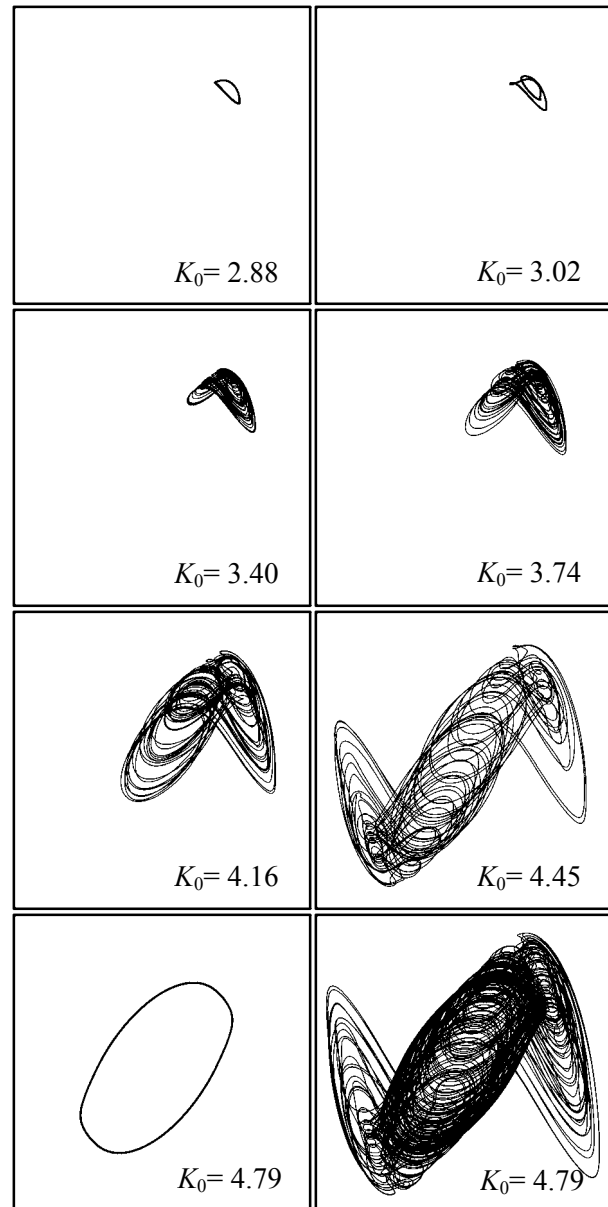 K₀= 2.88
K₀= 3.02
K₀= 3.40
K₀= 3.74
K₀= 4.16
K₀= 4.45
K₀= 4.79
K₀= 4.79